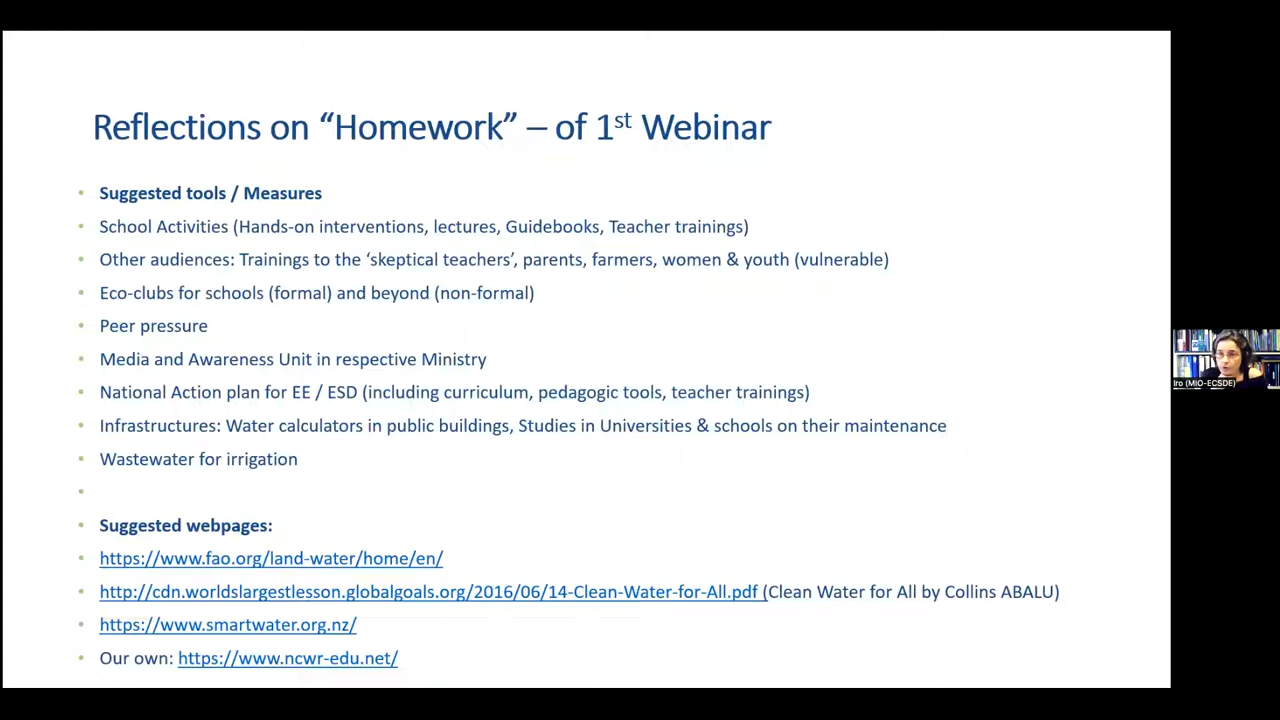 Reflections on “Homework” – of 1st Webinar
Suggested tools / Measures
School Activities (Hands-on interventions, lectures, Guidebooks, Teacher trainings)
Other audiences: Trainings to the ‘skeptical teachers’, parents, farmers, women & youth (vulnerable)
Eco-clubs for schools (formal) and beyond (non-formal)
Peer pressure
Media and Awareness Unit in respective Ministry
National Action plan for EE / ESD (including curriculum, pedagogic tools, teacher trainings)
Infrastructures: Water calculators in public buildings, Studies in Universities & schools on their maintenance
Wastewater for irrigation
Suggested webpages:
https://www.fao.org/land-water/home/en/
http://cdn.worldslargestlesson.globalgoals.org/2016/06/14-Clean-Water-for-All.pdf (Clean Water for All by Collins ABALU)
https://www.smartwater.org.nz/
Our own: https://www.ncwr-edu.net/
Iro (MIO-ECSDE)